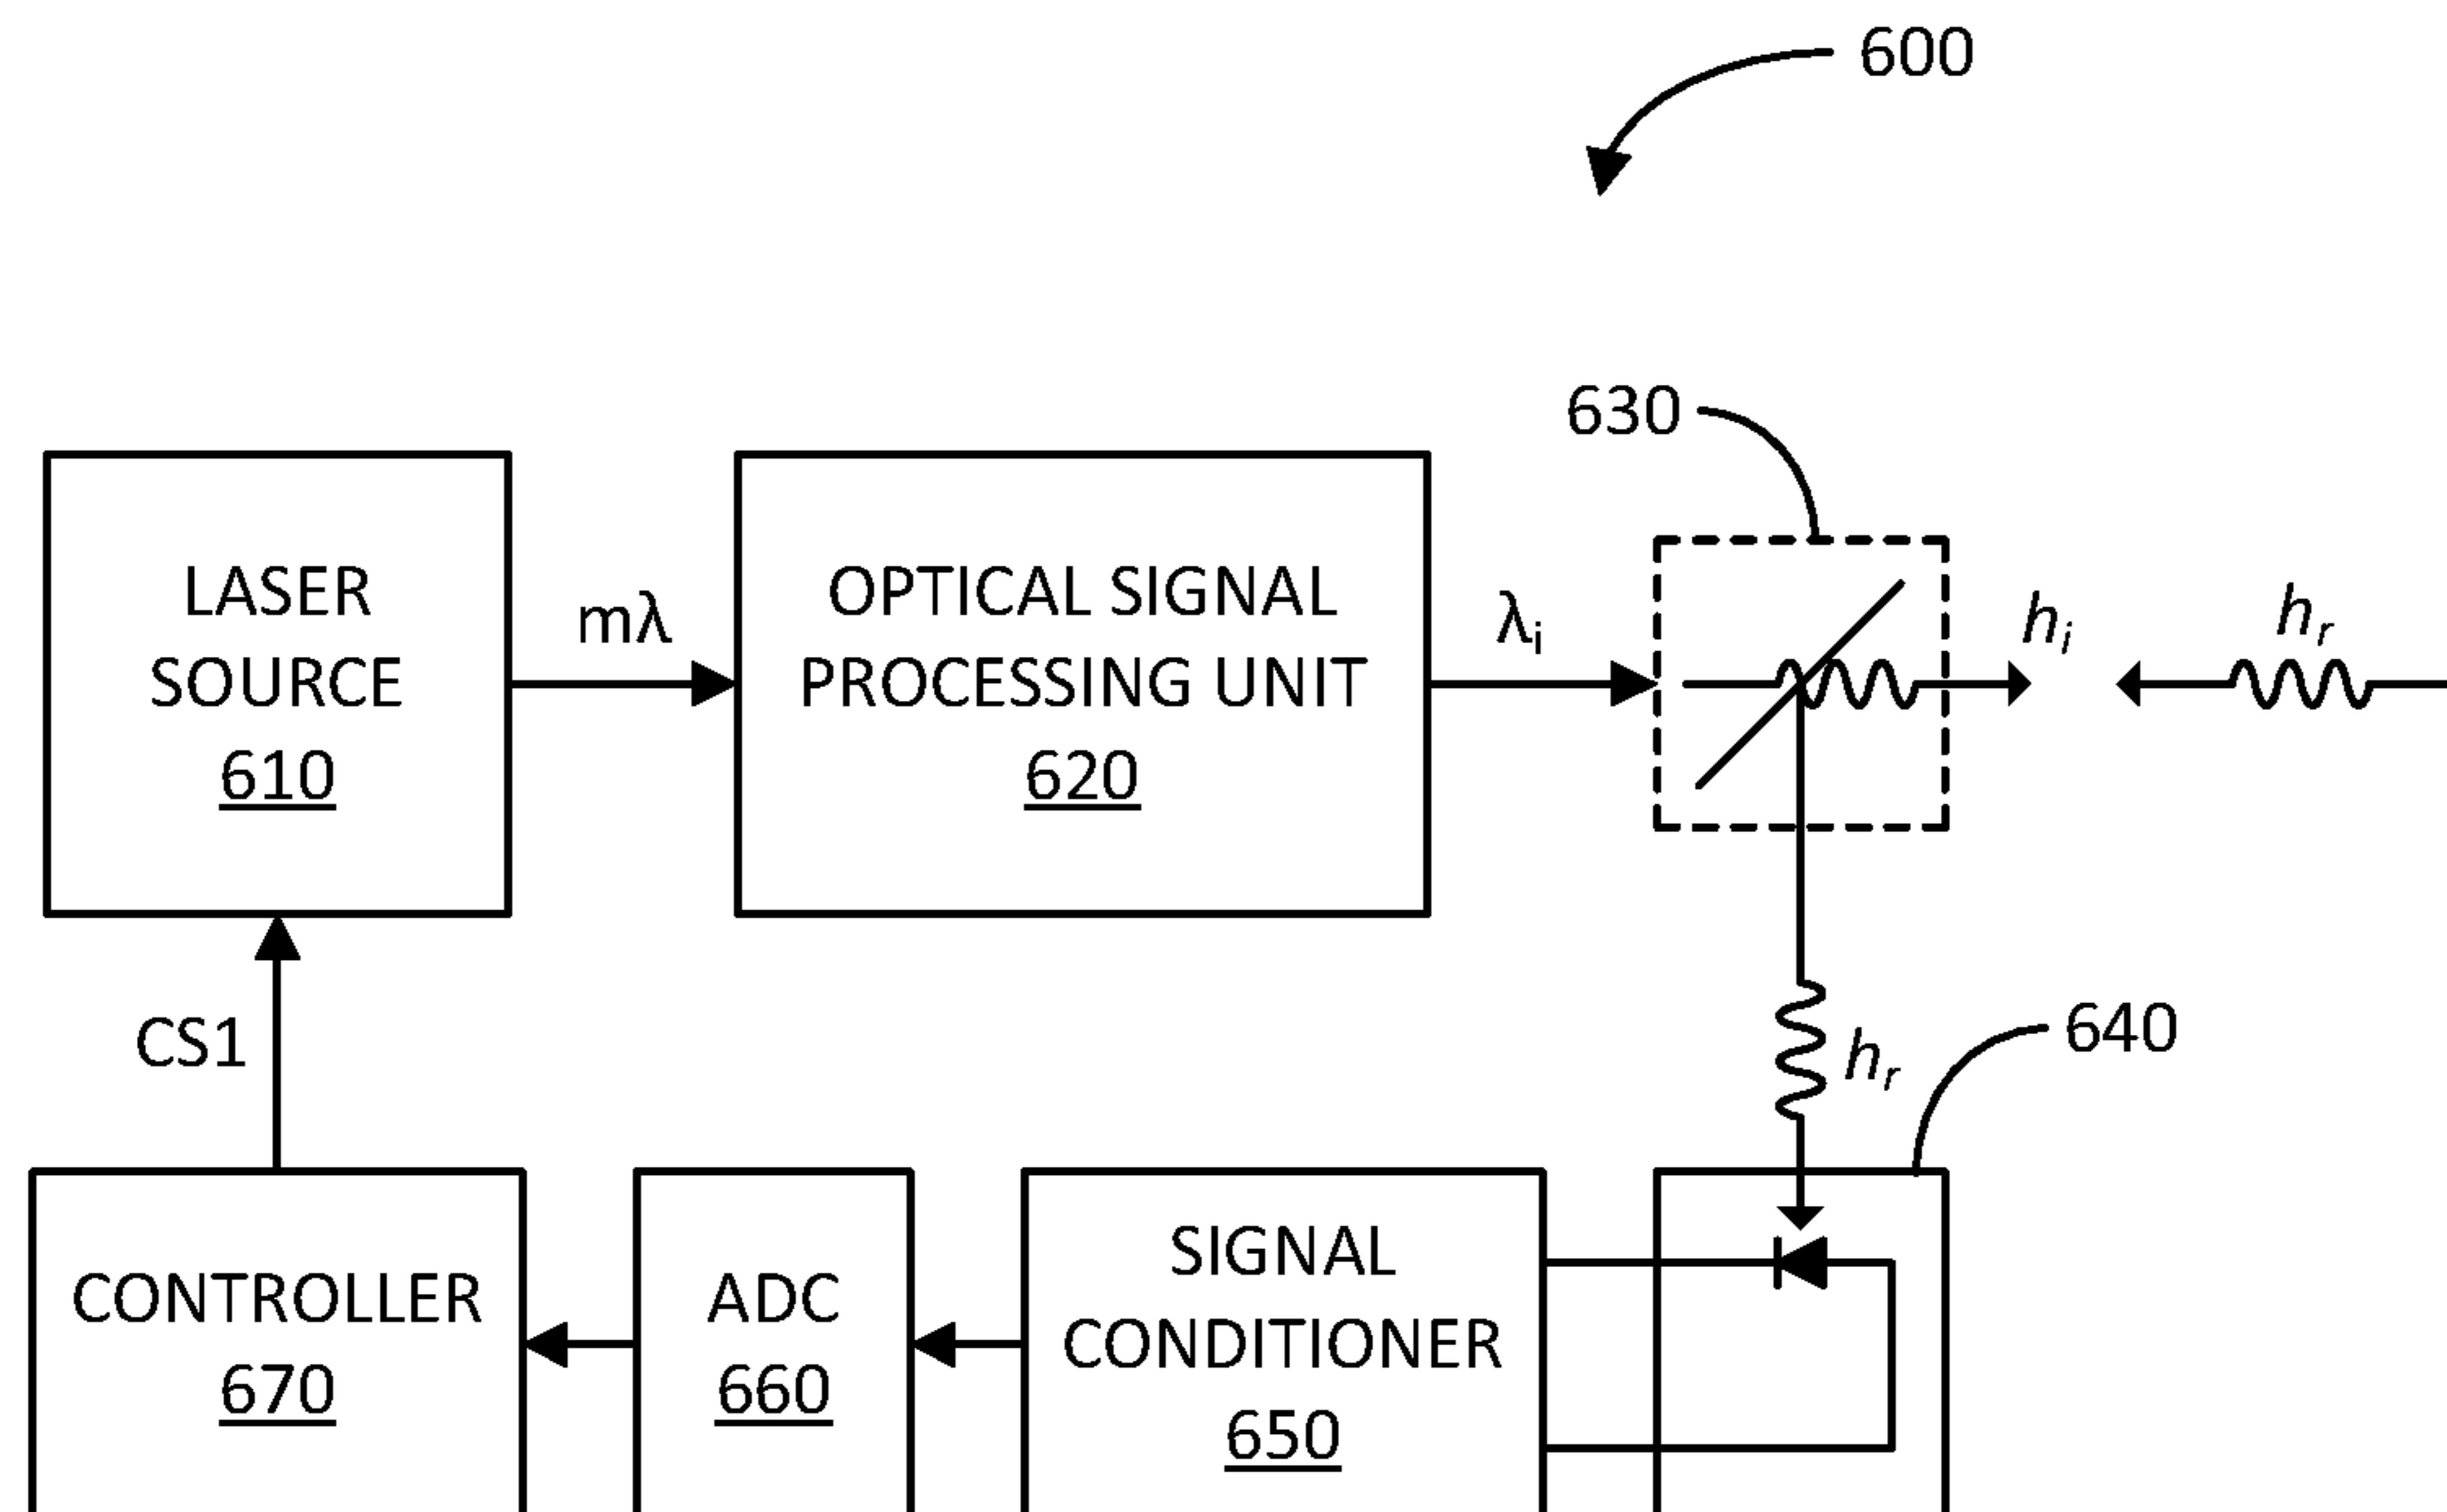 600
630
LASER
SOURCE
610
mλ
OPTICAL SIGNAL
PROCESSING UNIT
620
λi
hi
hr
CS1
hr
640
CONTROLLER
670
ADC
660
SIGNAL
CONDITIONER
650